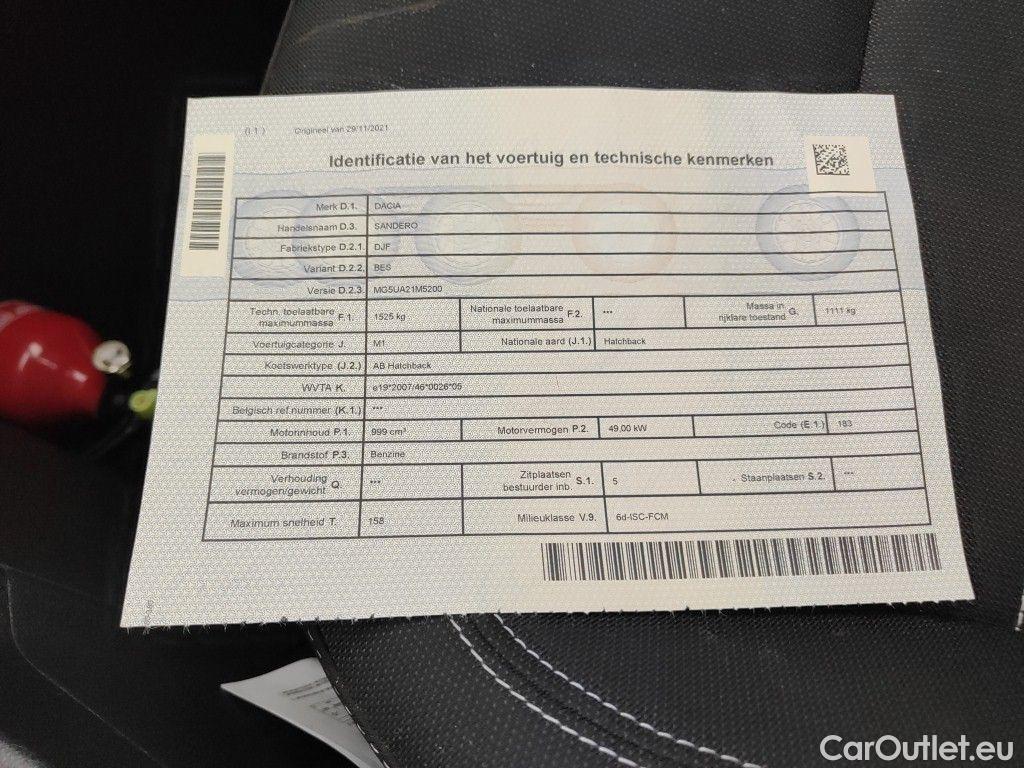 (I.1.) Origineel van 29/11/2021
Identificatie van het voertuig en technische kenmerken
Merk D.1. DACIA
Handelsnaam D.3. SANDERO
Fabriekstype D.2.1. DJF
Variant D.2.2. BES
Versie D.2.3. MG5UA21M5200
Techn. toelaatbare maximummassa F.1. 1525 kg Nationale toelaatbare maximummassa F.2. *** Massa in rijklare toestand G. 1111 kg
Voertuigcategorie J. M1 Nationale aard (J.1.) Hatchback
Koetswerktype (J.2.) AB Hatchback
WVTA K. e19*2007/46*0026*05
Belgisch ref.nummer (K.1.) ***
Motorinhoud P.1. 999 cm³ Motorvermogen P.2. 49,00 kW Code (E.1.) 183
Brandstof P.3. Benzine
Verhouding vermogen/gewicht Q. *** Zitplaatsen bestuurder inb. S.1. 5 Staanplaatsen S.2. ***
Maximum snelheid T. 158 Milieuklasse V.9. 6d-ISC-FCM
CarOutlet.eu